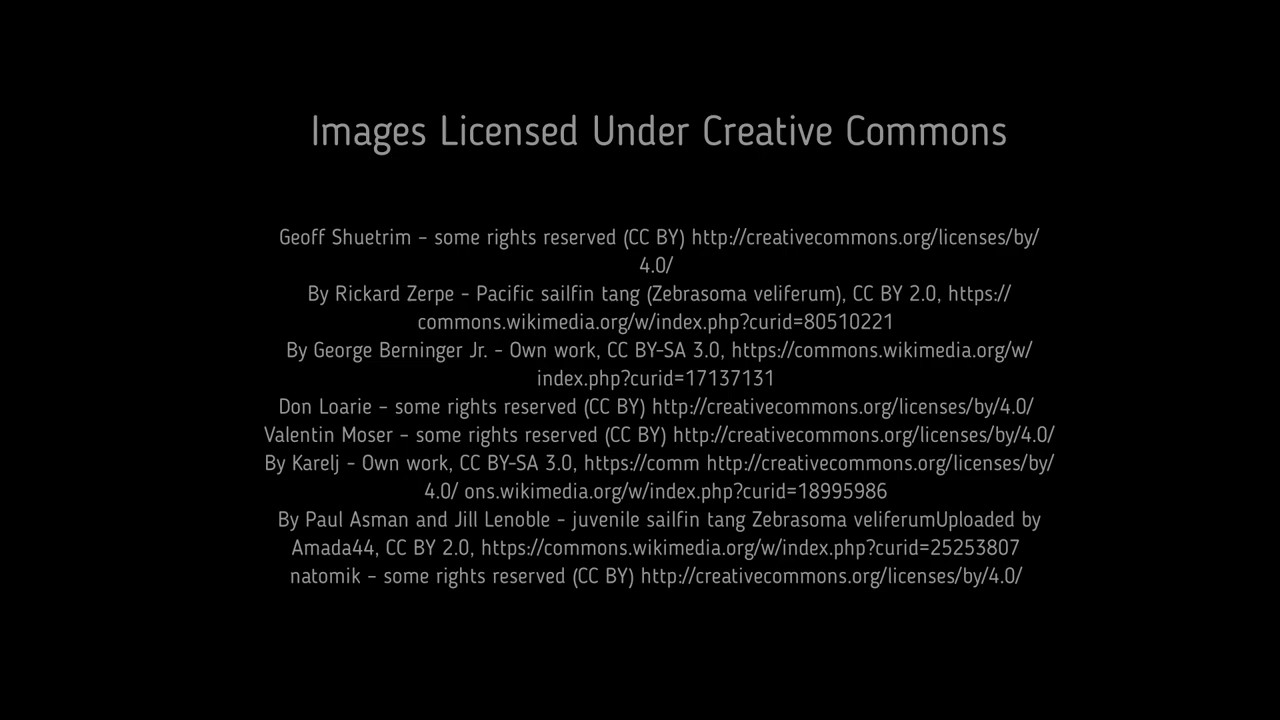 Images Licensed Under Creative Commons
Geoff Shuetrim – some rights reserved (CC BY) http://creativecommons.org/licenses/by/
4.0/
By Rickard Zerpe - Pacific sailfin tang (Zebrasoma veliferum), CC BY 2.0, https://
commons.wikimedia.org/w/index.php?curid=80510221
By George Berninger Jr. - Own work, CC BY-SA 3.0, https://commons.wikimedia.org/w/
index.php?curid=17137131
Don Loarie – some rights reserved (CC BY) http://creativecommons.org/licenses/by/4.0/
Valentin Moser – some rights reserved (CC BY) http://creativecommons.org/licenses/by/4.0/
By Karelj - Own work, CC BY-SA 3.0, https://comm http://creativecommons.org/licenses/by/
4.0/ ons.wikimedia.org/w/index.php?curid=18995986
By Paul Asman and Jill Lenoble - juvenile sailfin tang Zebrasoma veliferumUploaded by
Amada44, CC BY 2.0, https://commons.wikimedia.org/w/index.php?curid=25253807
natomik – some rights reserved (CC BY) http://creativecommons.org/licenses/by/4.0/